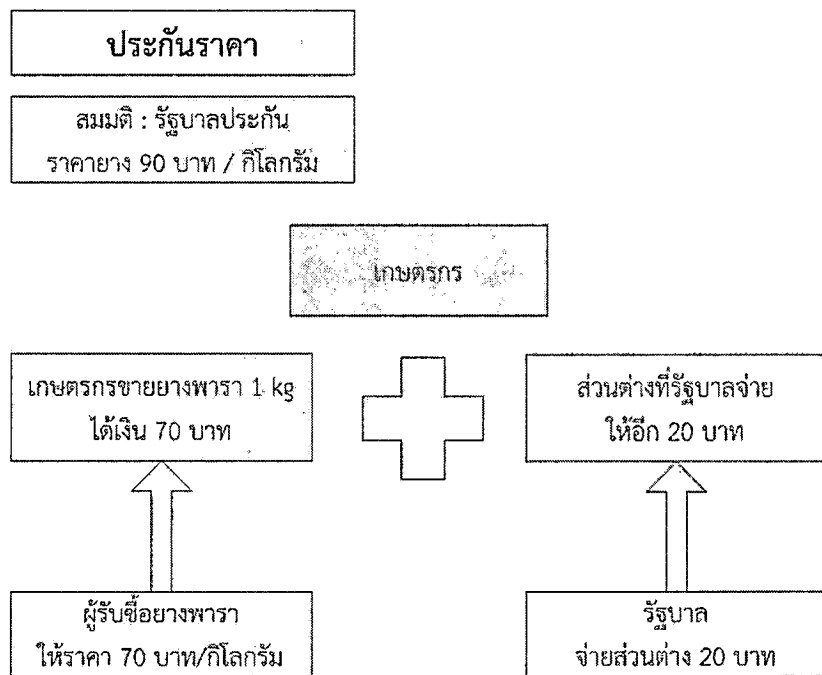 ประกันราคา
สมมติ : รัฐบาลประกัน
ราคายาง 90 บาท / กิโลกรัม
เกษตรกร
เกษตรกรขายยางพารา 1 kg
ได้เงิน 70 บาท
ส่วนต่างที่รัฐบาลจ่าย
ให้อีก 20 บาท
ผู้รับซื้อยางพารา
ให้ราคา 70 บาท/กิโลกรัม
รัฐบาล
จ่ายส่วนต่าง 20 บาท